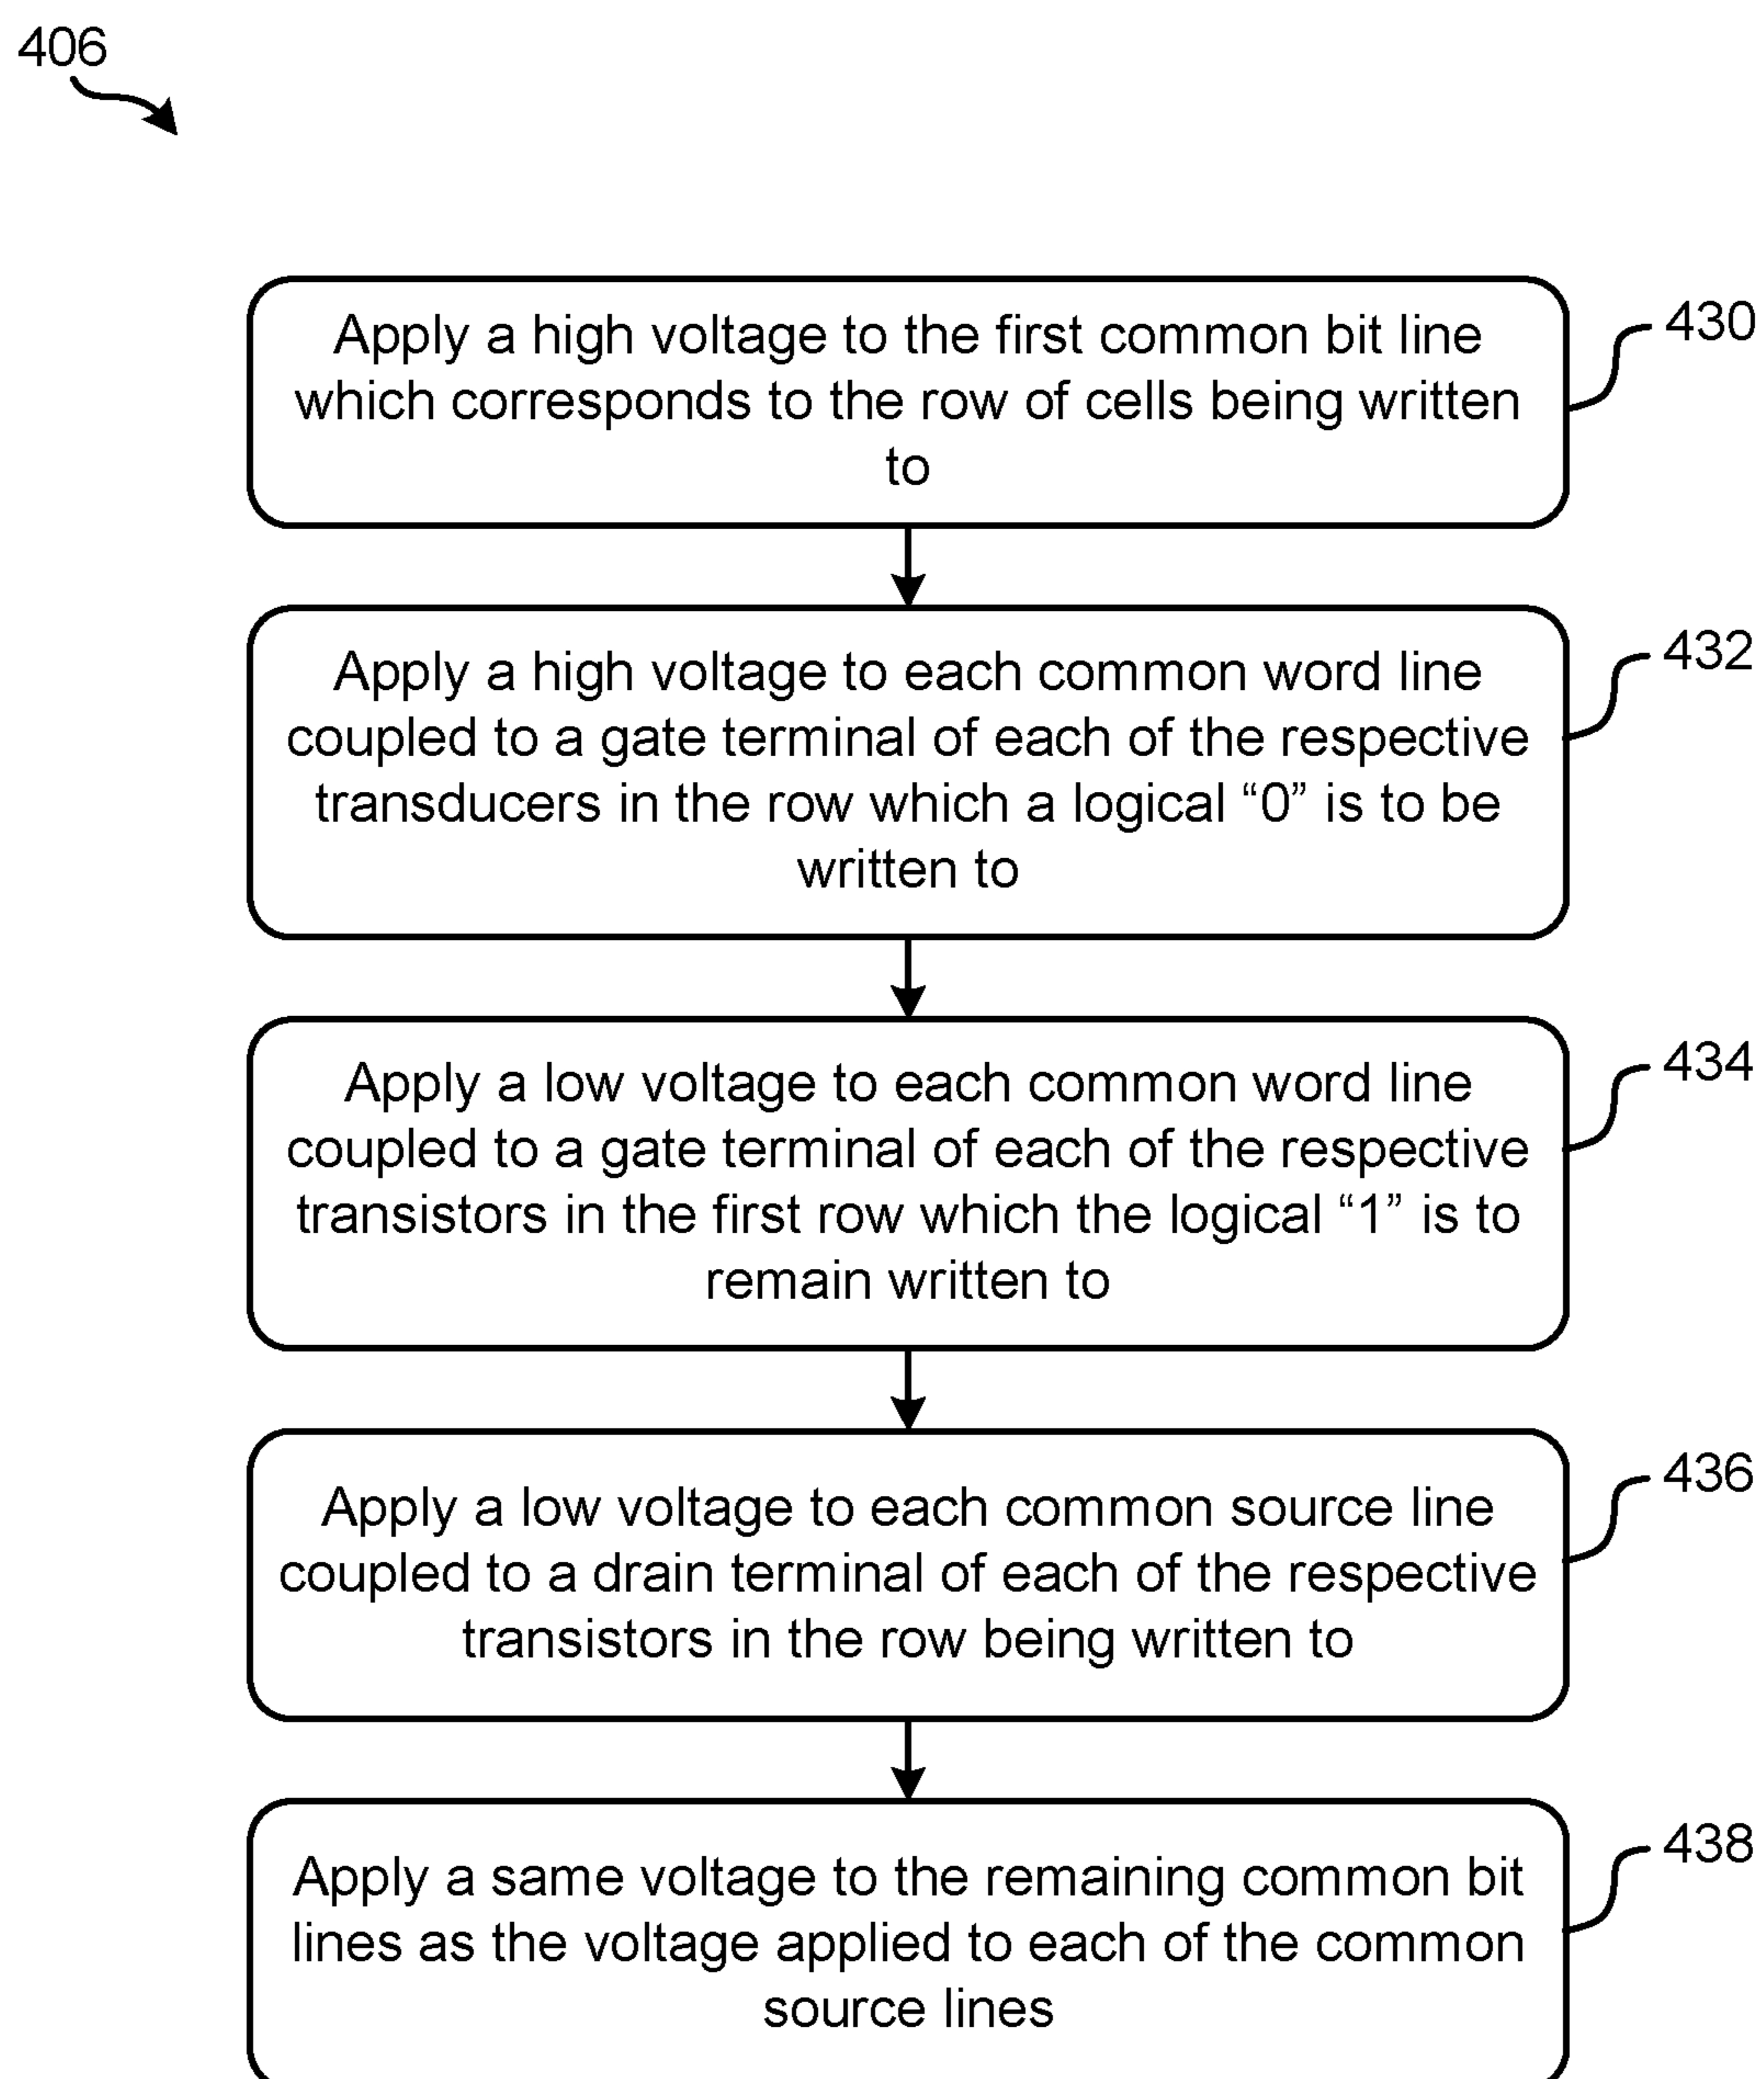 406
Apply a high voltage to the first common bit line
which corresponds to the row of cells being written
to
430
Apply a high voltage to each common word line
coupled to a gate terminal of each of the respective
transducers in the row which a logical “0” is to be
written to
432
Apply a low voltage to each common word line
coupled to a gate terminal of each of the respective
transistors in the first row which the logical “1” is to
remain written to
434
Apply a low voltage to each common source line
coupled to a drain terminal of each of the respective
transistors in the row being written to
436
Apply a same voltage to the remaining common bit
lines as the voltage applied to each of the common
source lines
438